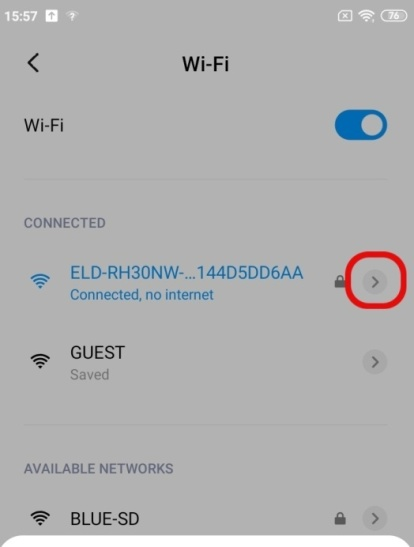 15:57
76
Wi-Fi
Wi-Fi
CONNECTED
ELD-RH30NW-...144D5DD6AA
Connected, no internet
GUEST
Saved
AVAILABLE NETWORKS
BLUE-SD